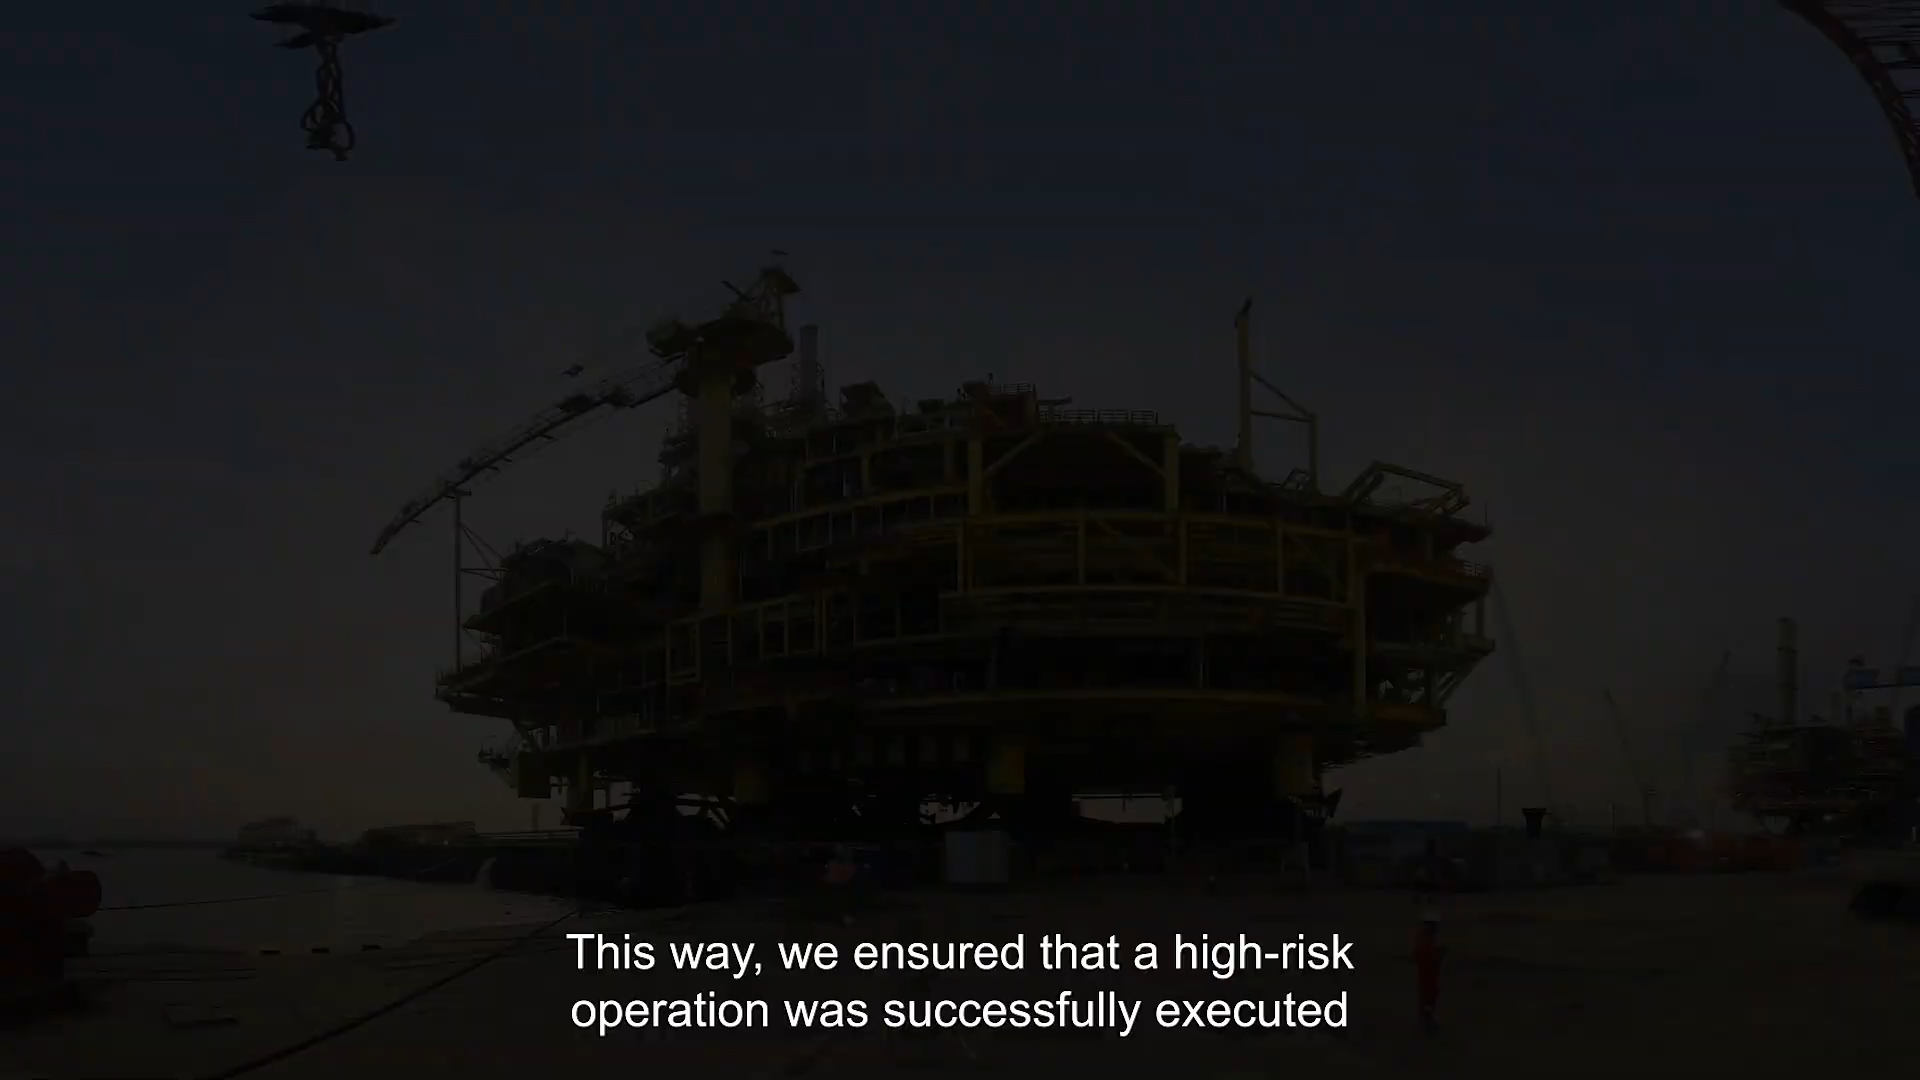 This way, we ensured that a high-risk
operation was successfully executed